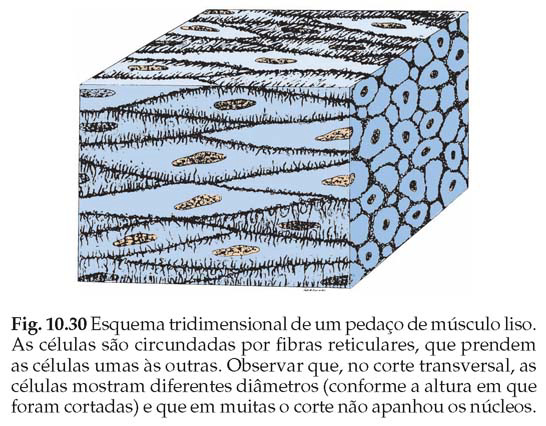 Fig. 10.30 Esquema tridimensional de um pedaço de músculo liso.
As células são circundadas por fibras reticulares, que prendem
as células umas às outras. Observar que, no corte transversal, as
células mostram diferentes diâmetros (conforme a altura em que
foram cortadas) e que em muitas o corte não apanhou os núcleos.